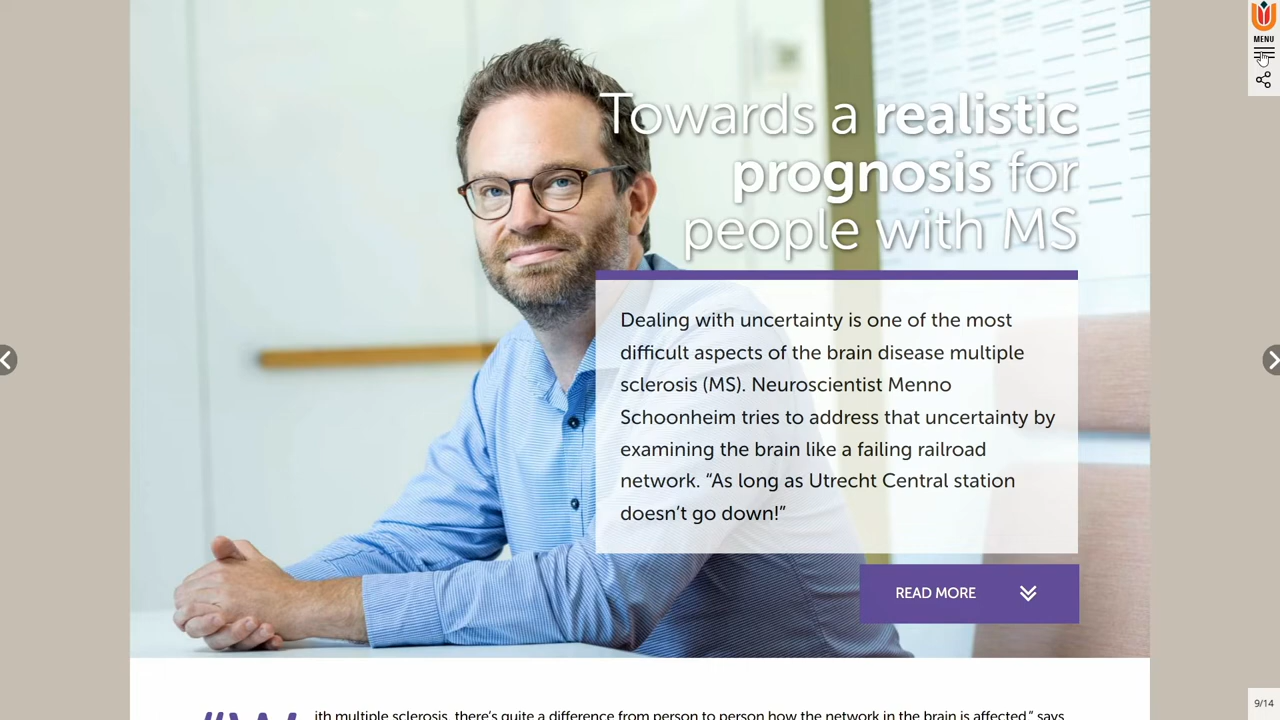 MENU
Towards a realistic
prognosis for
people with MS
Dealing with uncertainty is one of the most
difficult aspects of the brain disease multiple
sclerosis (MS). Neuroscientist Menno
Schoonheim tries to address that uncertainty by
examining the brain like a failing railroad
network. “As long as Utrecht Central station
doesn’t go down!”
READ MORE
“W
ith multiple sclerosis, there’s quite a difference from person to person how the network in the brain is affected,” says
9/14